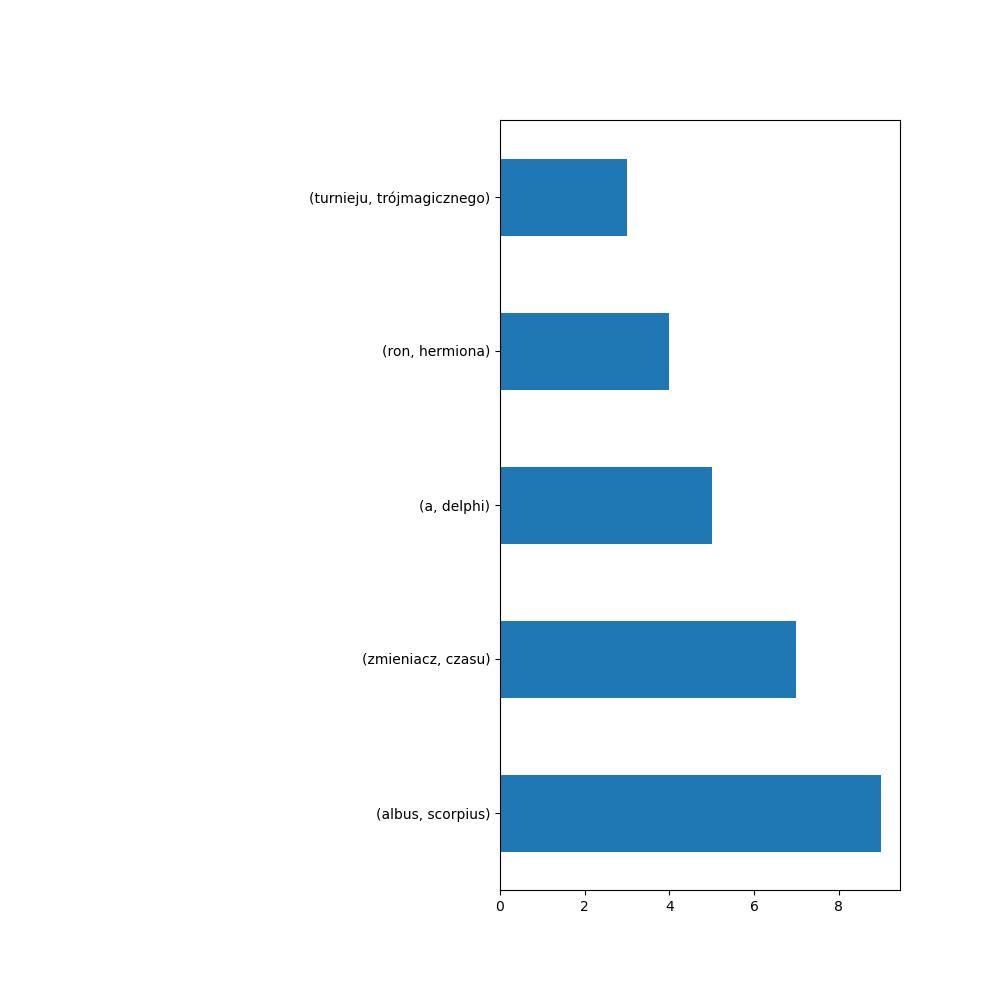 (turnieju, trójmagicznego)
(ron, hermiona)
(a, delphi)
(zmieniacz, czasu)
(albus, scorpius)
0 2 4 6 8